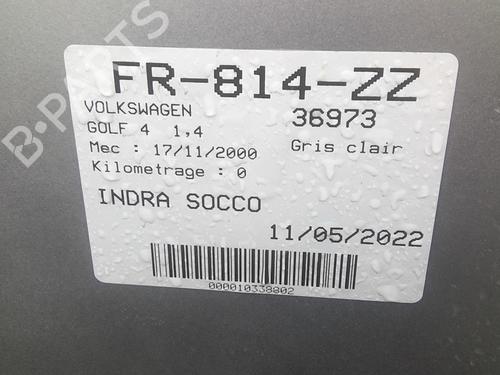 FR-814-ZZ
VOLKSWAGEN 36973
GOLF 4 1,4
Mec : 17/11/2000 Gris clair
Kilometrage : 0
INDRA SOCCO
11/05/2022
000010338802
B-PARTS